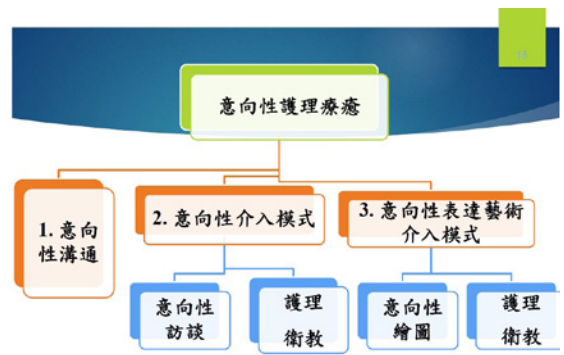 18
意向性護理療癒
1. 意向
性溝通
2. 意向性介入模式
3. 意向性表達藝術
介入模式
意向性
訪談
護理
衛教
意向性
繪圖
護理
衛教